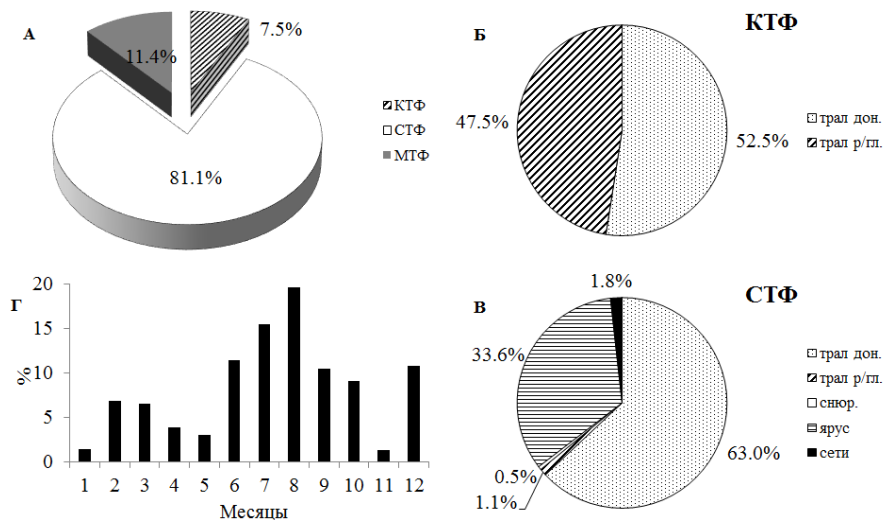 А
7.5%
11.4%
81.1%
КТФ
СТФ
МТФ
Б
КТФ
47.5%
52.5%
трал дон.
трал р/гл.
Г
%
20
15
10
5
0
1 2 3 4 5 6 7 8 9 10 11 12
Месяцы
В
СТФ
1.8%
33.6%
0.5%
1.1%
63.0%
трал дон.
трал р/гл.
снюр.
ярус
сети